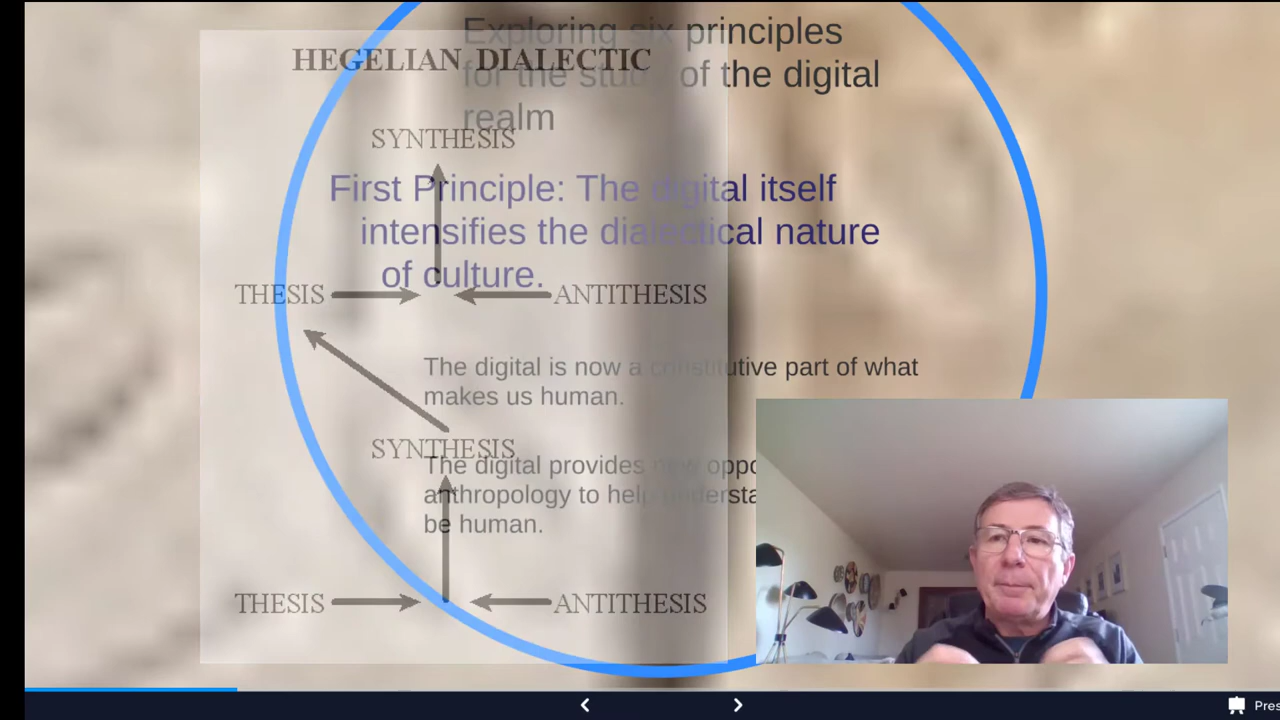 Exploring six principles
for the study of the digital
realm
HEGELIAN DIALECTIC
SYNTHESIS
First Principle: The digital itself
intensifies the dialectical nature
of culture.
THESIS
ANTITHESIS
The digital is now a constitutive part of what
makes us human.
SYNTHESIS
The digital provides new
anthropology to help
be human.
THESIS
ANTITHESIS